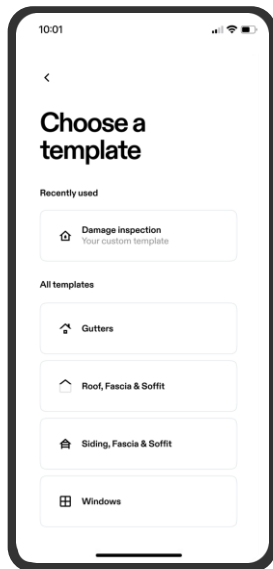 10:01
Choose a
template
Recently used
Damage inspection
Your custom template
All templates
Gutters
Roof, Fascia & Soffit
Siding, Fascia & Soffit
Windows